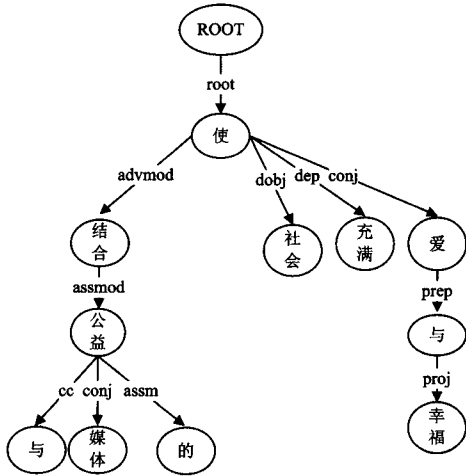 ROOT
root
使
advmod
dobj
dep
conj
结合
社会
充满
爱
assmod
prep
公益
与
cc
conj
assm
proj
与
媒体
的
幸福